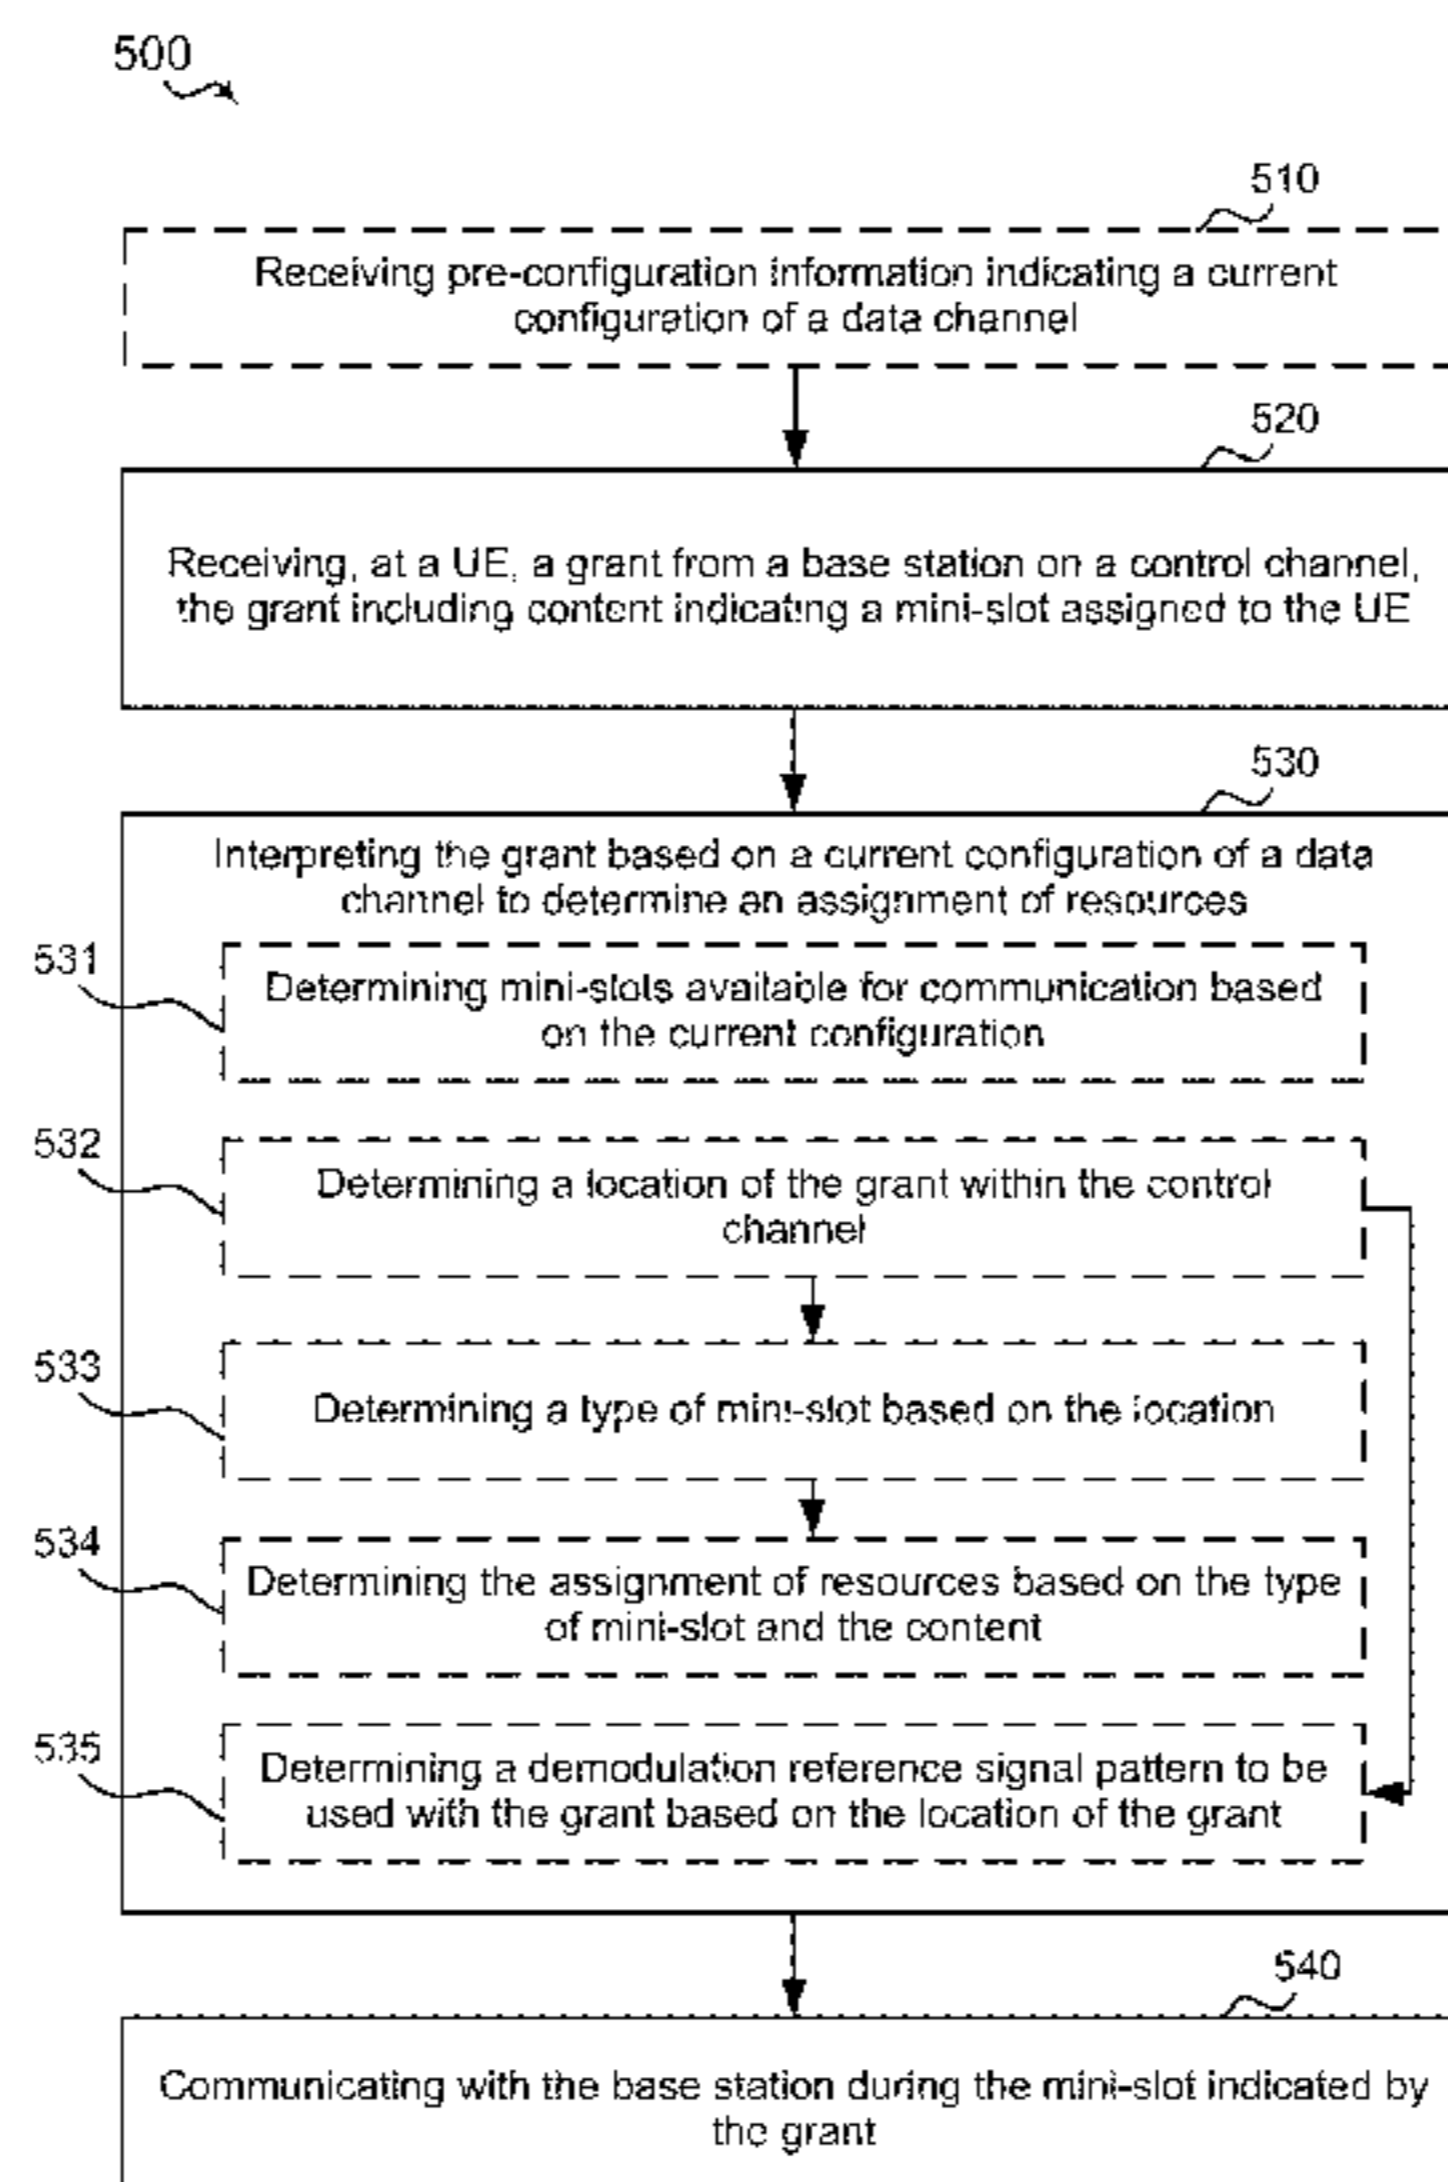 500
510
Receiving pre-configuration information indicating a current
configuration of a data channel
520
Receiving, at a UE, a grant from a base station on a control channel,
the grant including content indicating a mini-slot assigned to the UE
530
Interpreting the grant based on a current configuration of a data
channel to determine an assignment of resources
531
Determining mini-slots available for communication based
on the current configuration
532
Determining a location of the grant within the control
channel
533
Determining a type of mini-slot based on the location
534
Determining the assignment of resources based on the type
of mini-slot and the content
535
Determining a demodulation reference signal pattern to be
used with the grant based on the location of the grant
540
Communicating with the base station during the mini-slot indicated by
the grant